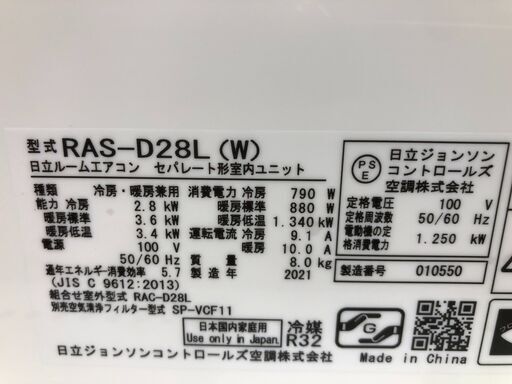 型式 RAS-D28L (W)
日立ルームエアコン セパレート形室内ユニット
種類 冷房・暖房兼用
能力 冷房 2.8 kW
暖房標準 3.6 kW
暖房低温 3.4 kW
電源 100 V
50/60 Hz
消費電力 冷房 790 W
暖房標準 880 W
暖房低温 1.340 kW
運転電流 冷房 9.1 A
暖房 10.0 A
質量 8.0 kg
通年エネルギー消費効率 5.7 製造年 2021
(JIS C 9612:2013)
組合せ室外型式 RAC-D28L
別売空気清浄フィルター型式 SP-VCF11
日本国内家庭用
Use only in Japan
冷媒
R32
日立ジョンソンコントロールズ空調株式会社
PS
E
日立ジョンソン
コントロールズ
空調株式会社
定格電圧 100 V
定格周波数 50/60 Hz
電動機の定
格消費電力 1.250 kW
製造番号 010550
G
Made in China